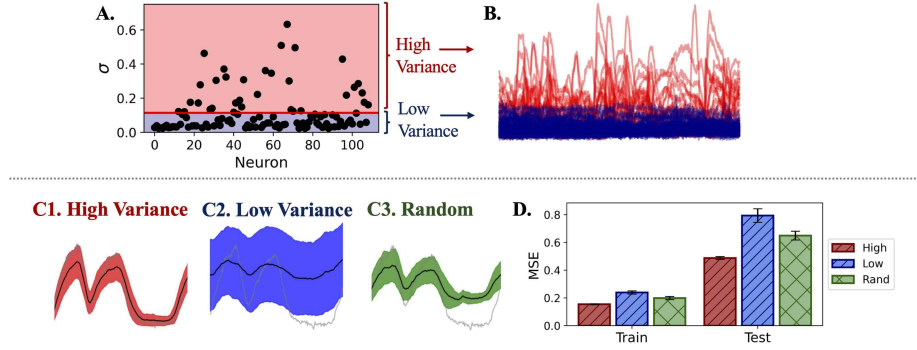 A.
B.
0.6
0.4
0.2
0.0
σ
0 20 40 60 80 100
Neuron
High
Variance
Low
Variance
C1. High Variance
C2. Low Variance
C3. Random
D.
0.8
0.6
0.4
0.2
0.0
MSE
Train
Test
High
Low
Rand